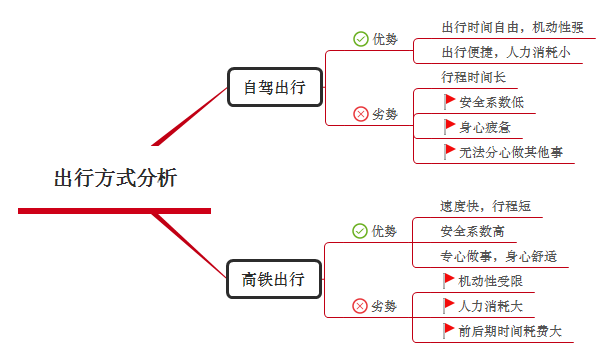 出行方式分析
自驾出行
优势
出行时间自由，机动性强
出行便捷，人力消耗小
劣势
行程时间长
安全系数低
身心疲惫
无法分心做其他事
高铁出行
优势
速度快，行程短
安全系数高
专心做事，身心舒适
劣势
机动性受限
人力消耗大
前后期时间耗费大